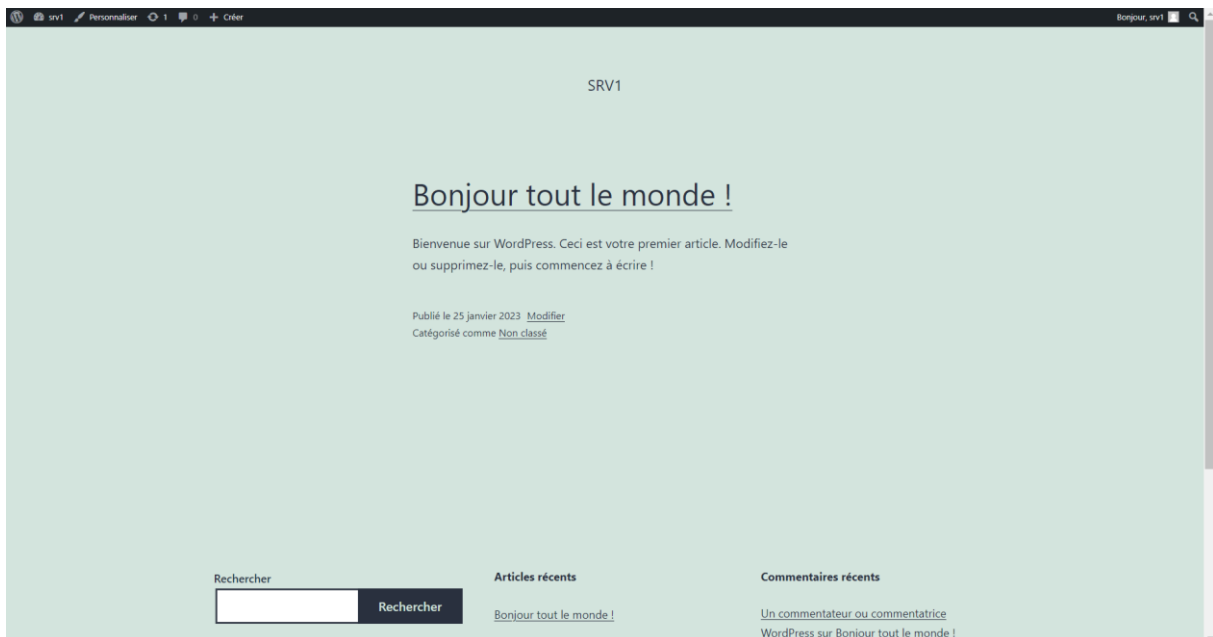 srv1 Personnaliser 1 0 + Créer Bonjour, srv1
SRV1
Bonjour tout le monde !
Bienvenue sur WordPress. Ceci est votre premier article. Modifiez-le
ou supprimez-le, puis commencez à écrire !
Publié le 25 janvier 2023 Modifier
Catégorisé comme Non classé
Rechercher
Rechercher
Articles récents
Bonjour tout le monde !
Commentaires récents
Un commentateur ou commentatrice
WordPress sur Bonjour tout le monde !